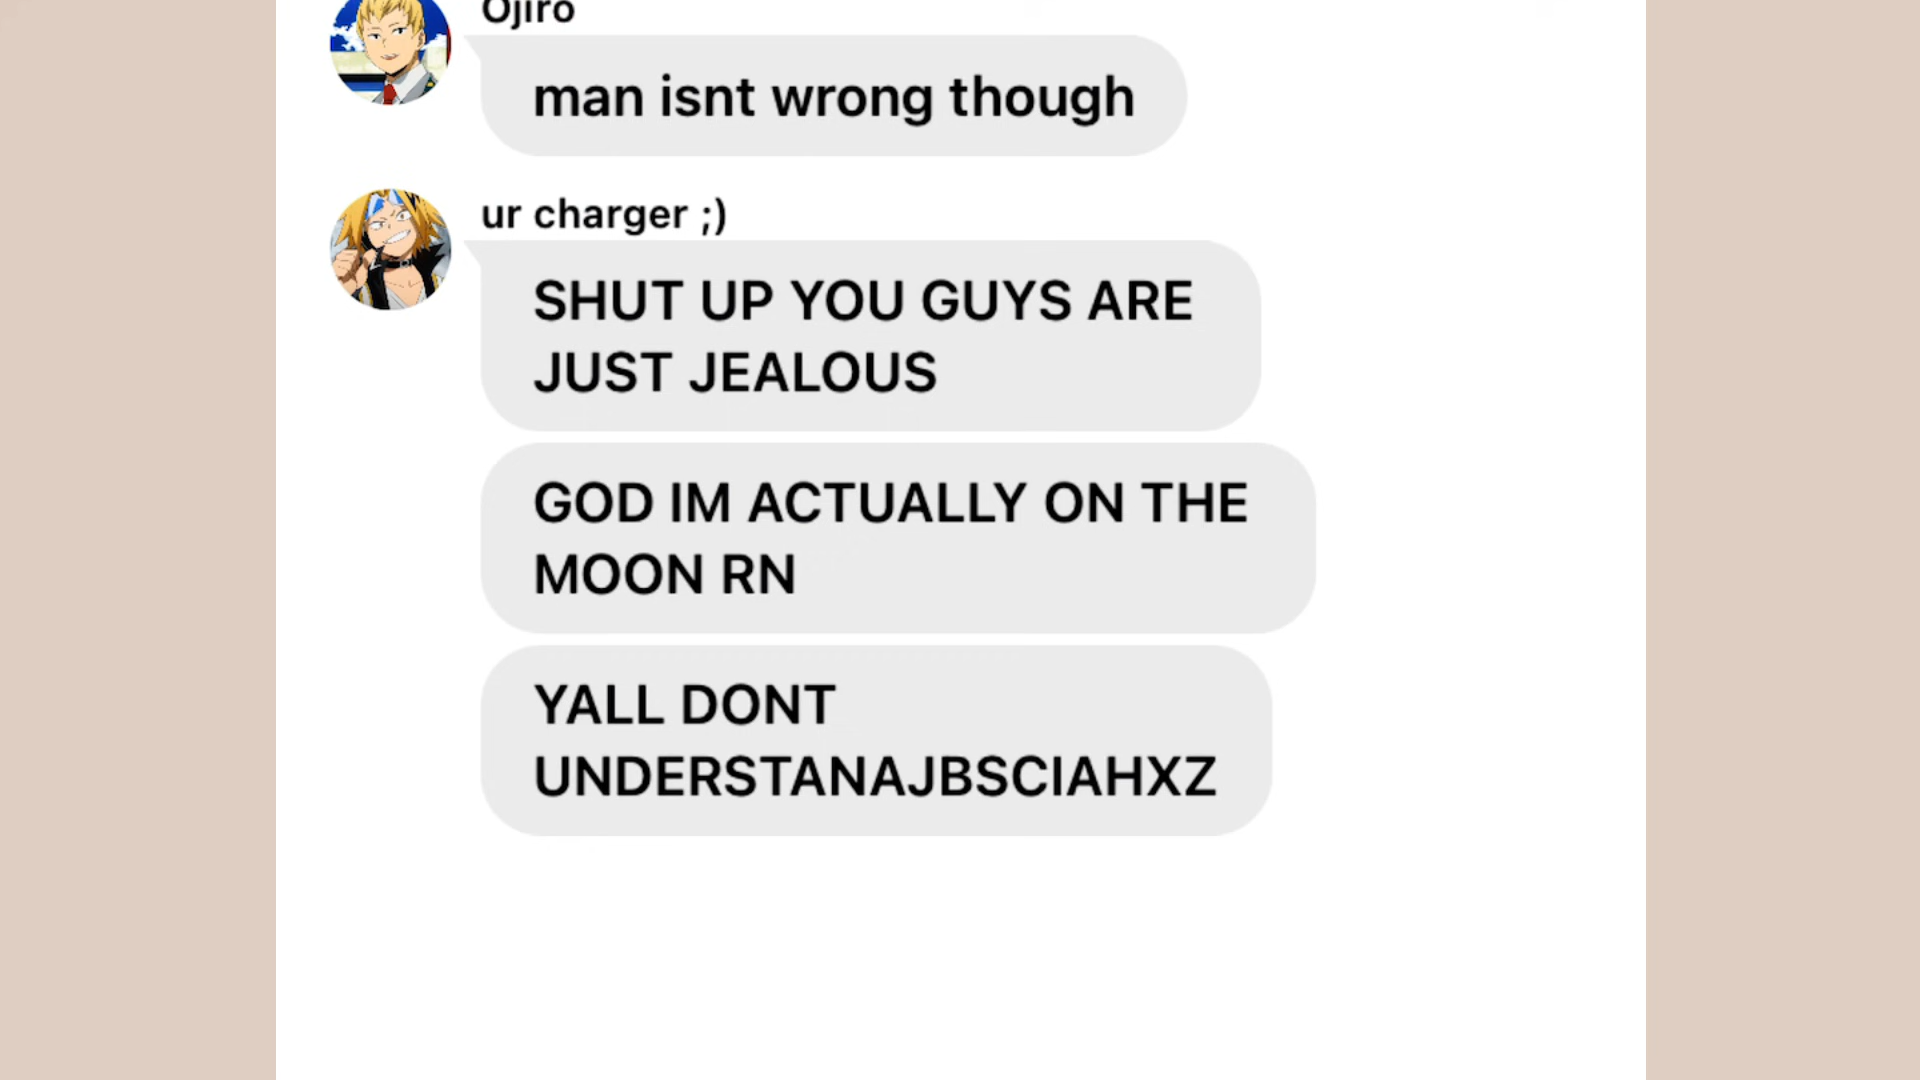 Ojiro
man isnt wrong though
ur charger ;)
SHUT UP YOU GUYS ARE
JUST JEALOUS
GOD IM ACTUALLY ON THE
MOON RN
YALL DONT
UNDERSTANAJBSCIAHXZ